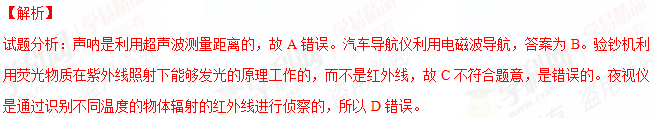 【解析】
试题分析：声呐是利用超声波测量距离的，故 A 错误。汽车导航仪利用电磁波导航，答案为 B。验钞机利
用荧光物质在紫外线照射下能够发光的原理工作的，而不是红外线，故 C 不符合题意，是错误的。夜视仪
是通过识别不同温度的物体辐射的红外线进行侦察的，所以 D 错误。